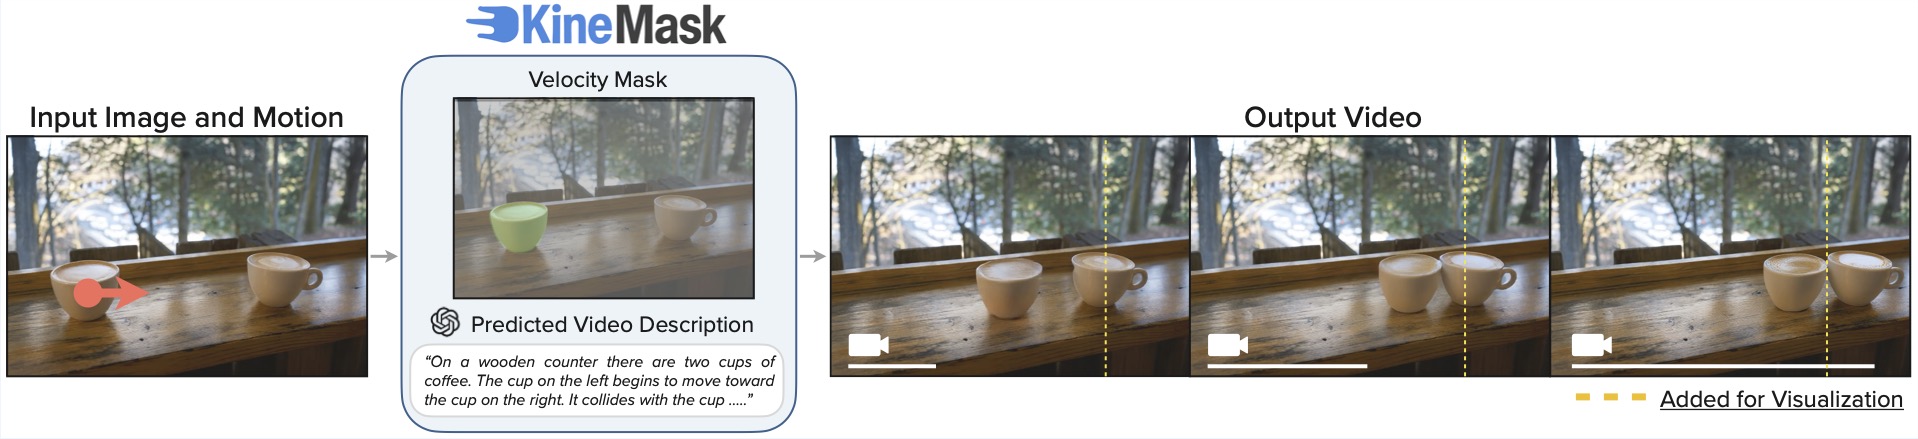 KineMask
Input Image and Motion
Velocity Mask
Predicted Video Description
“On a wooden counter there are two cups of
coffee. The cup on the left begins to move toward
the cup on the right. It collides with the cup .....”
Output Video
Added for Visualization